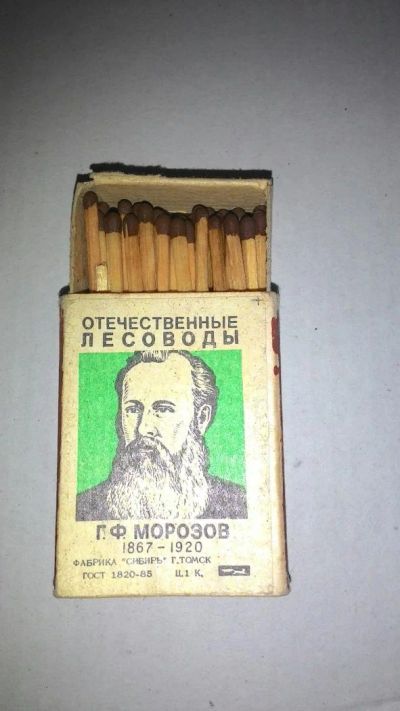 ОТЕЧЕСТВЕННЫЕ
ЛЕСОВОДЫ
Г.Ф. МОРОЗОВ
1867 – 1920
ФАБРИКА "СИБИРЬ" Г.ТОМСК
ГОСТ 1820-85 Ц.1 К.